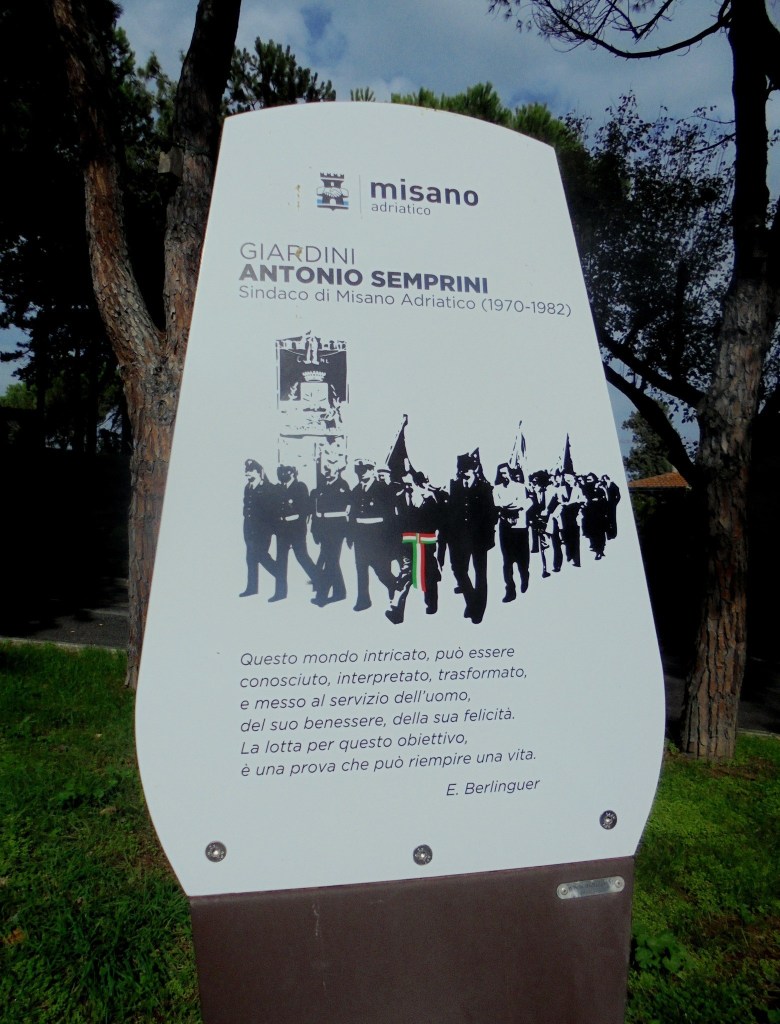 misano
adriatico
GIARDINI
ANTONIO SEMPRINI
Sindaco di Misano Adriatico (1970-1982)
Questo mondo intricato, può essere
conosciuto, interpretato, trasformato,
e messo al servizio dell'uomo,
del suo benessere, della sua felicità.
La lotta per questo obiettivo,
è una prova che può riempire una vita.
E. Berlinguer